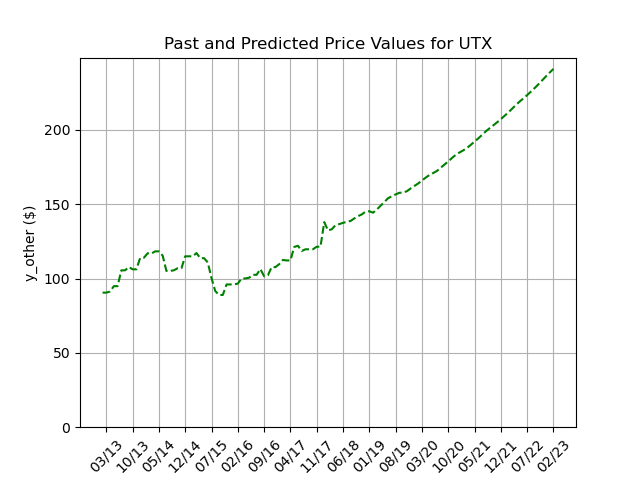 Past and Predicted Price Values for UTX
y_other ($)
200
150
100
50
0
03/13 10/13 05/14 12/14 07/15 02/16 09/16 04/17 11/17 06/18 01/19 08/19 03/20 10/20 05/21 12/21 07/22 02/23